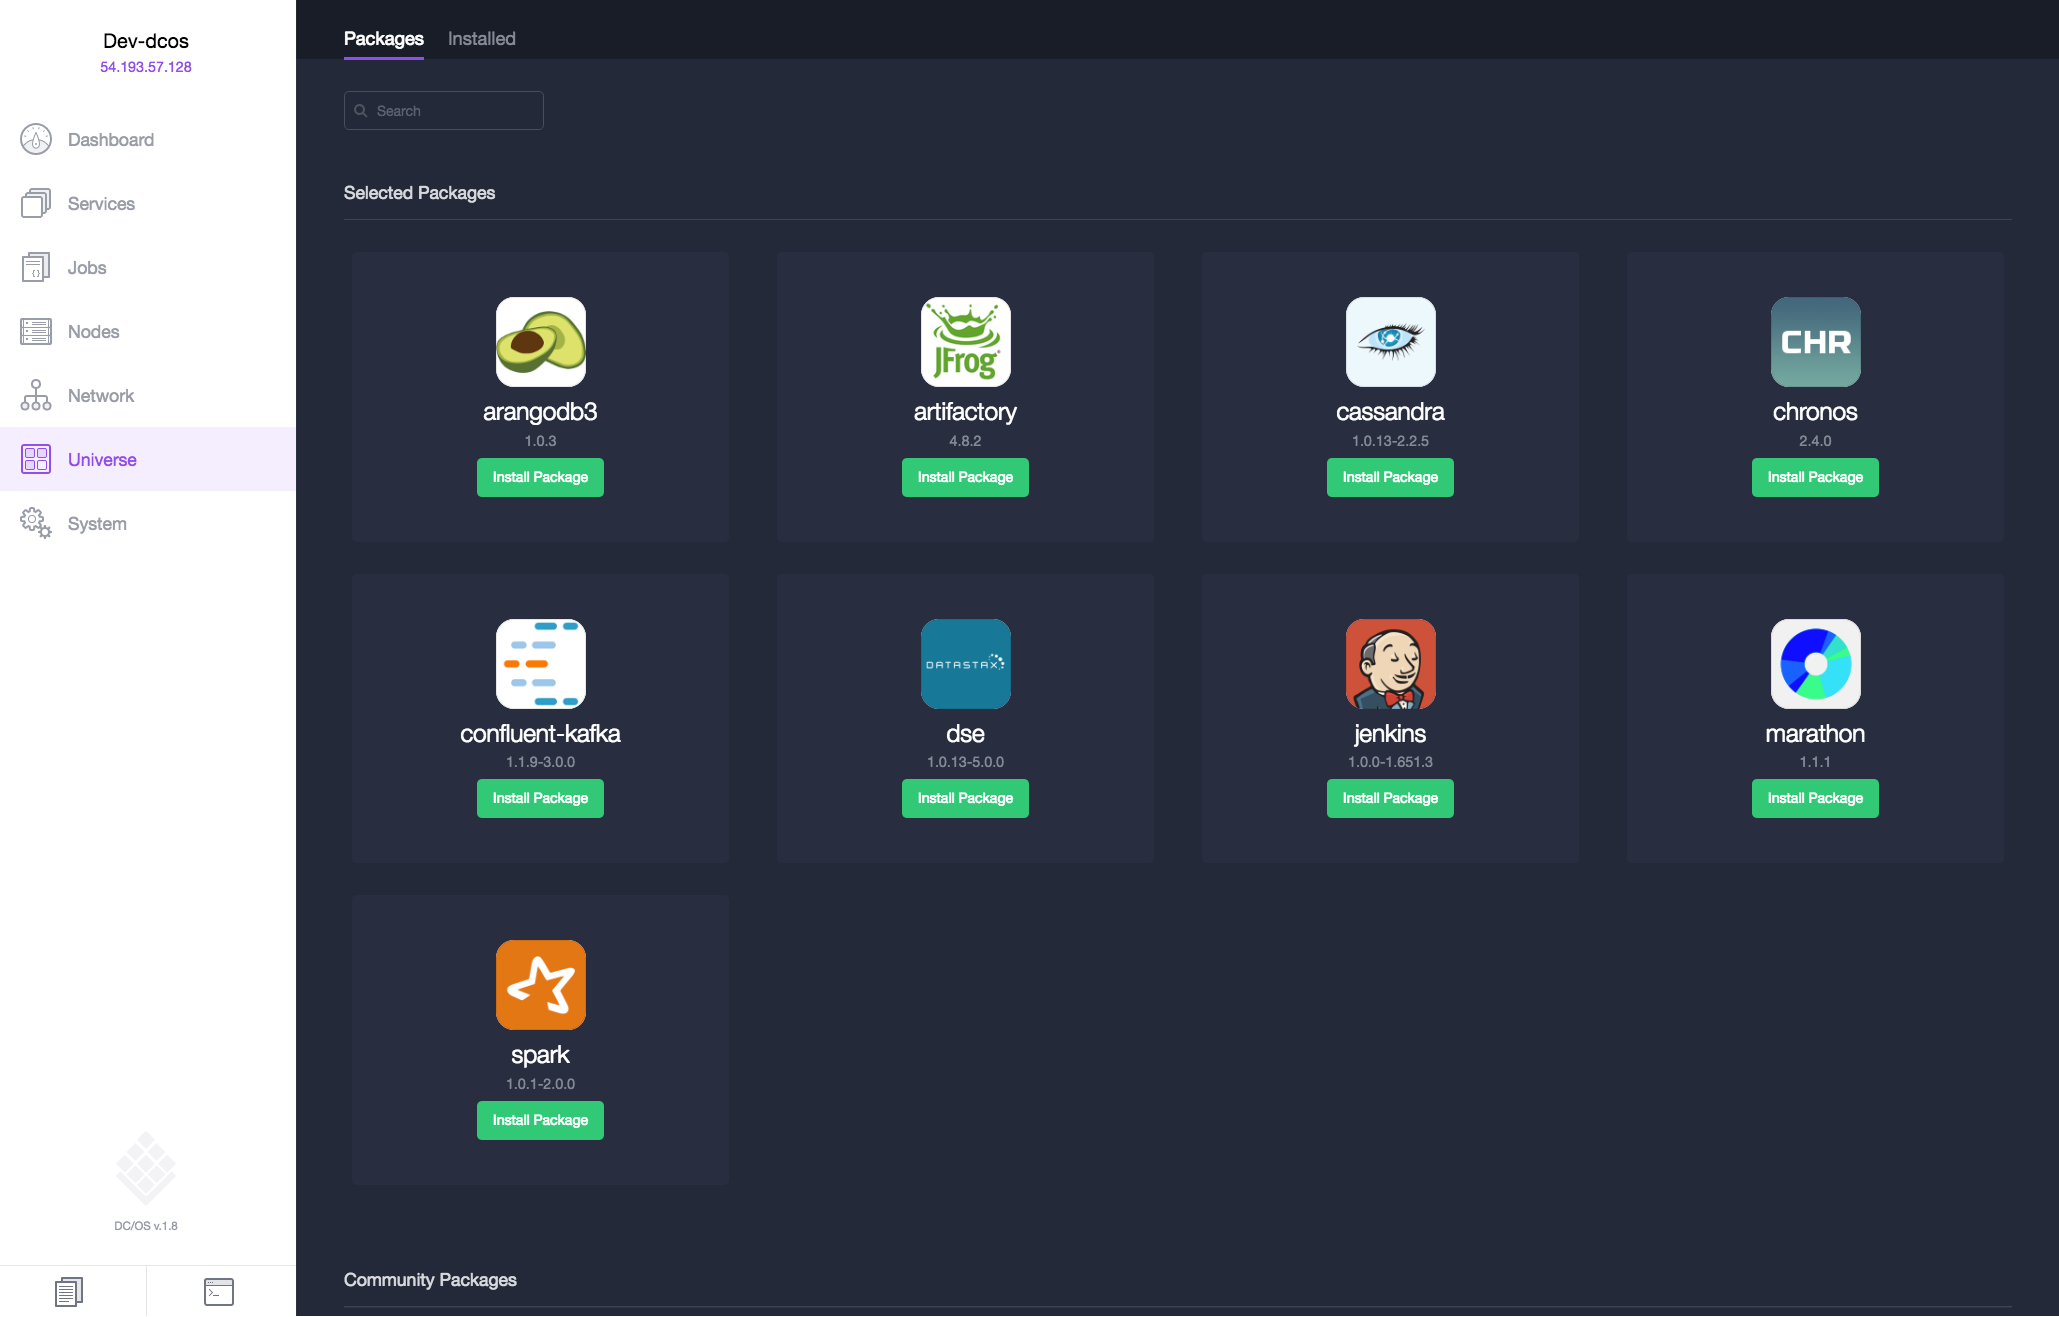 Dev-dcos
54.193.57.128
Dashboard
Services
Jobs
Nodes
Network
Universe
System
DC/OS v.1.8
Packages Installed
Search
Selected Packages
JFrog
arangodb3
1.0.3
Install Package
artifactory
4.8.2
Install Package
cassandra
1.0.13-2.2.5
Install Package
CHR
chronos
2.4.0
Install Package
confluent-kafka
1.1.9-3.0.0
Install Package
DATASTAX
dse
1.0.13-5.0.0
Install Package
jenkins
1.0.0-1.651.3
Install Package
marathon
1.1.1
Install Package
spark
1.0.1-2.0.0
Install Package
Community Packages